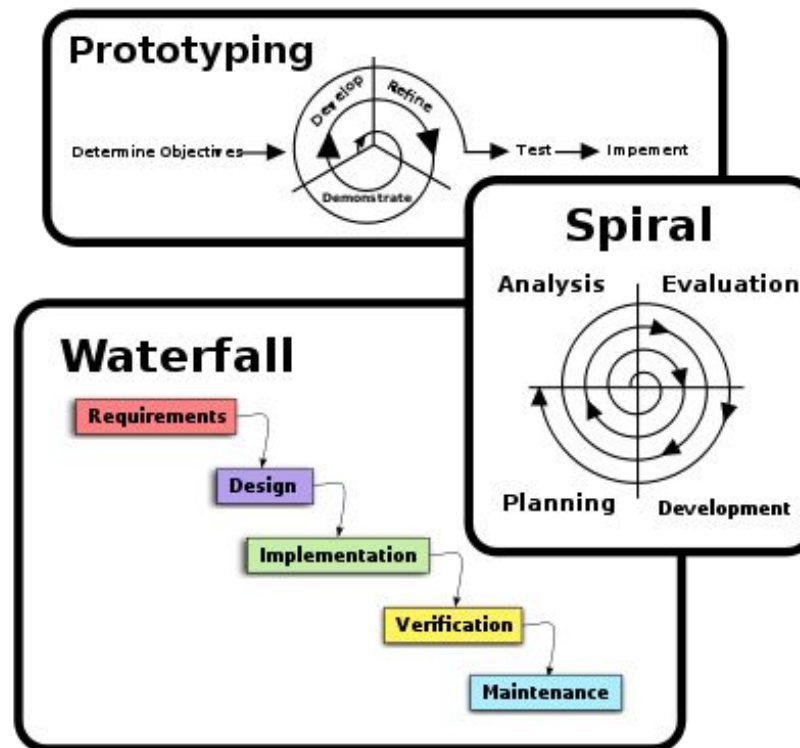 Prototyping
Develop
Refine
Determine Objectives
Test
Impement
Demonstrate
Spiral
Analysis
Evaluation
Planning
Development
Waterfall
Requirements
Design
Implementation
Verification
Maintenance